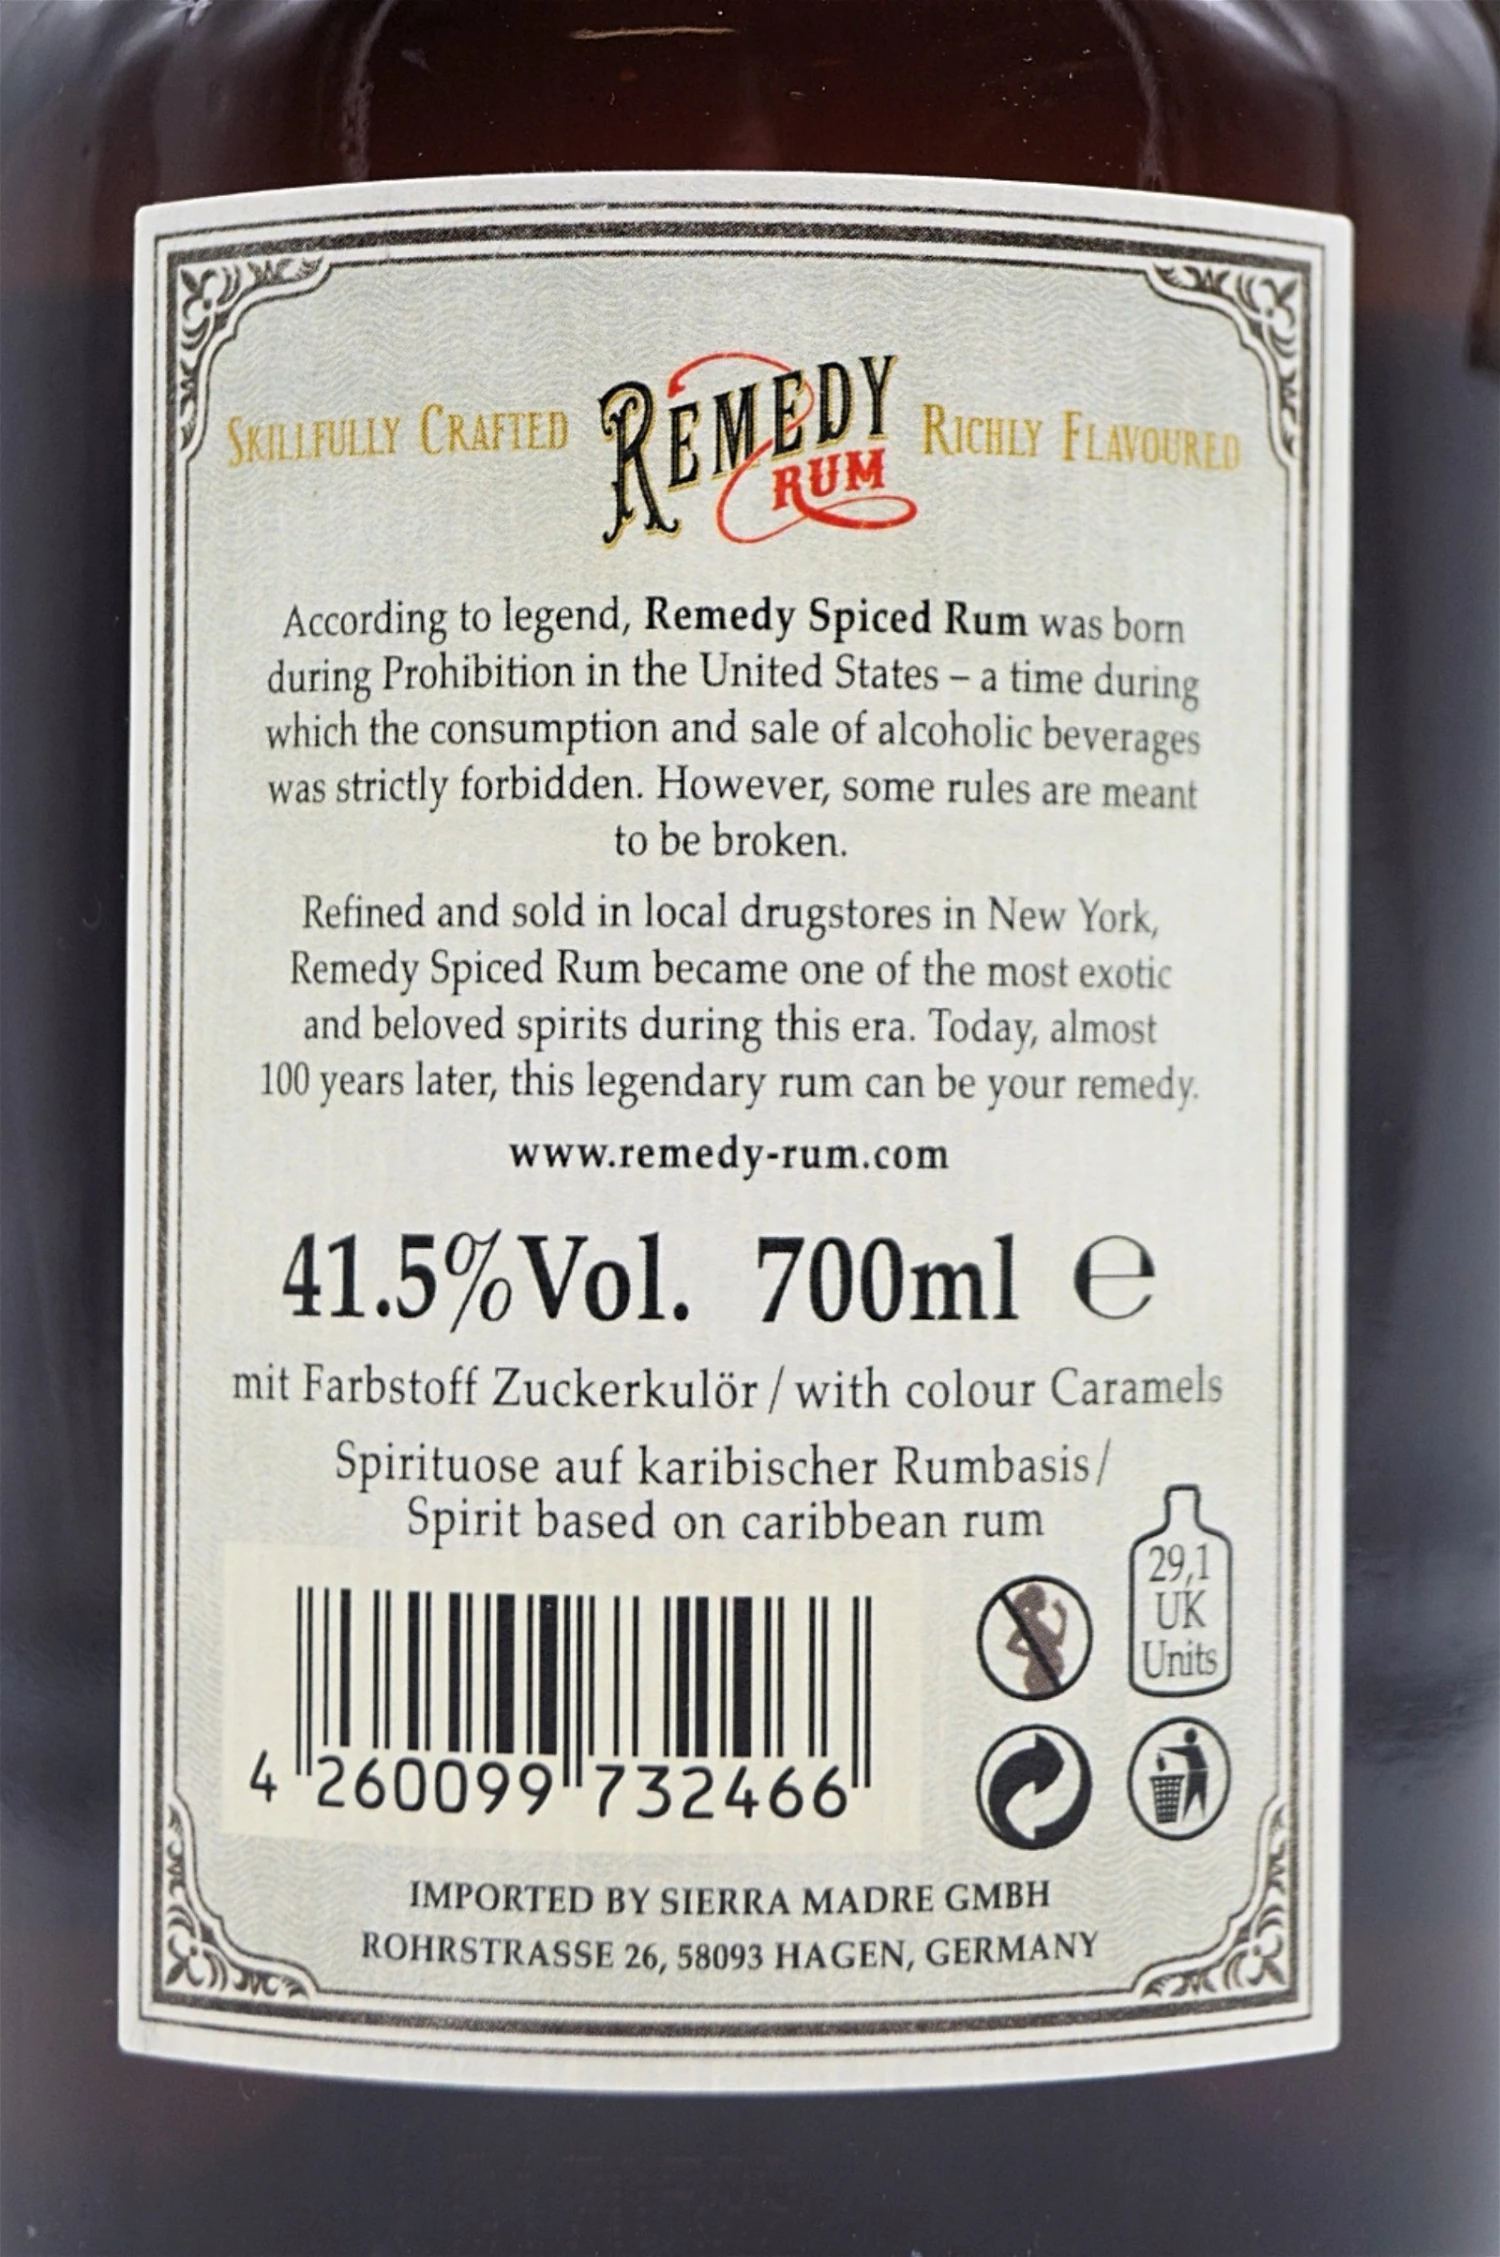 SKILLFULLY CRAFTED REMEDY RUM RICHLY FLAVOURED
According to legend, Remedy Spiced Rum was born
during Prohibition in the United States – a time during
which the consumption and sale of alcoholic beverages
was strictly forbidden. However, some rules are meant
to be broken.
Refined and sold in local drugstores in New York,
Remedy Spiced Rum became one of the most exotic
and beloved spirits during this era. Today, almost
100 years later, this legendary rum can be your remedy.
www.remedy-rum.com
41.5% Vol. 700ml ℮
mit Farbstoff Zuckerkulör / with colour Caramels
Spirituose auf karibischer Rumbasis /
Spirit based on caribbean rum
29,1
UK
Units
4 260099 732466
IMPORTED BY SIERRA MADRE GMBH
ROHRSTRASSE 26, 58093 HAGEN, GERMANY